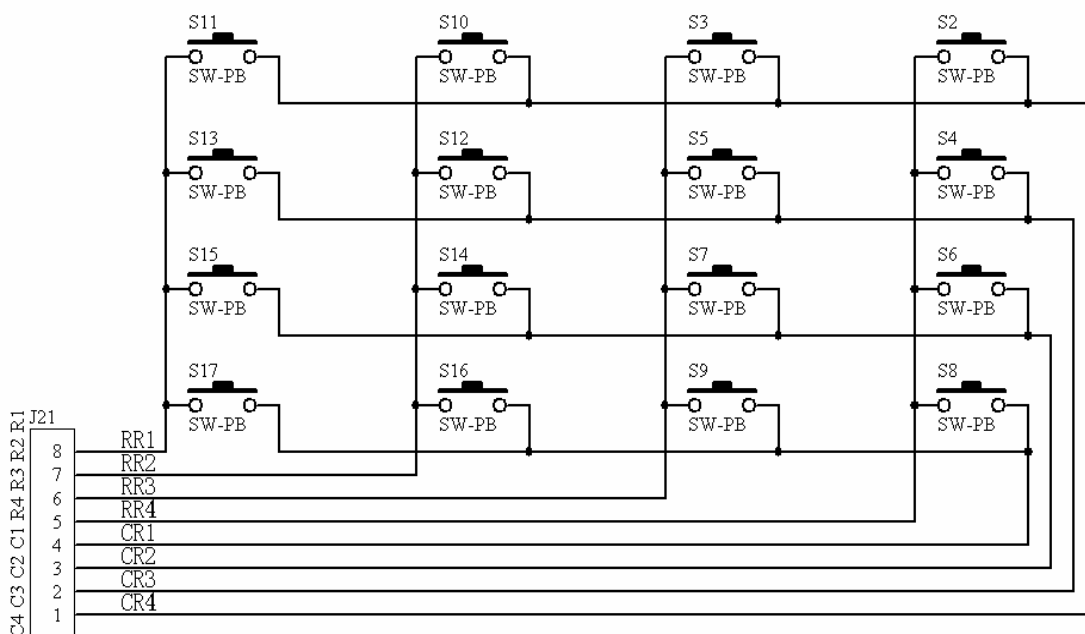 S11 S10 S3 S2
SW-PB SW-PB SW-PB SW-PB
S13 S12 S5 S4
SW-PB SW-PB SW-PB SW-PB
S15 S14 S7 S6
SW-PB SW-PB SW-PB SW-PB
S17 S16 S9 S8
SW-PB SW-PB SW-PB SW-PB
J21
8 RR1
7 RR2
6 RR3
5 RR4
4 CR1
3 CR2
2 CR3
1 CR4
C4 C3 C2 C1 R4 R3 R2 R1